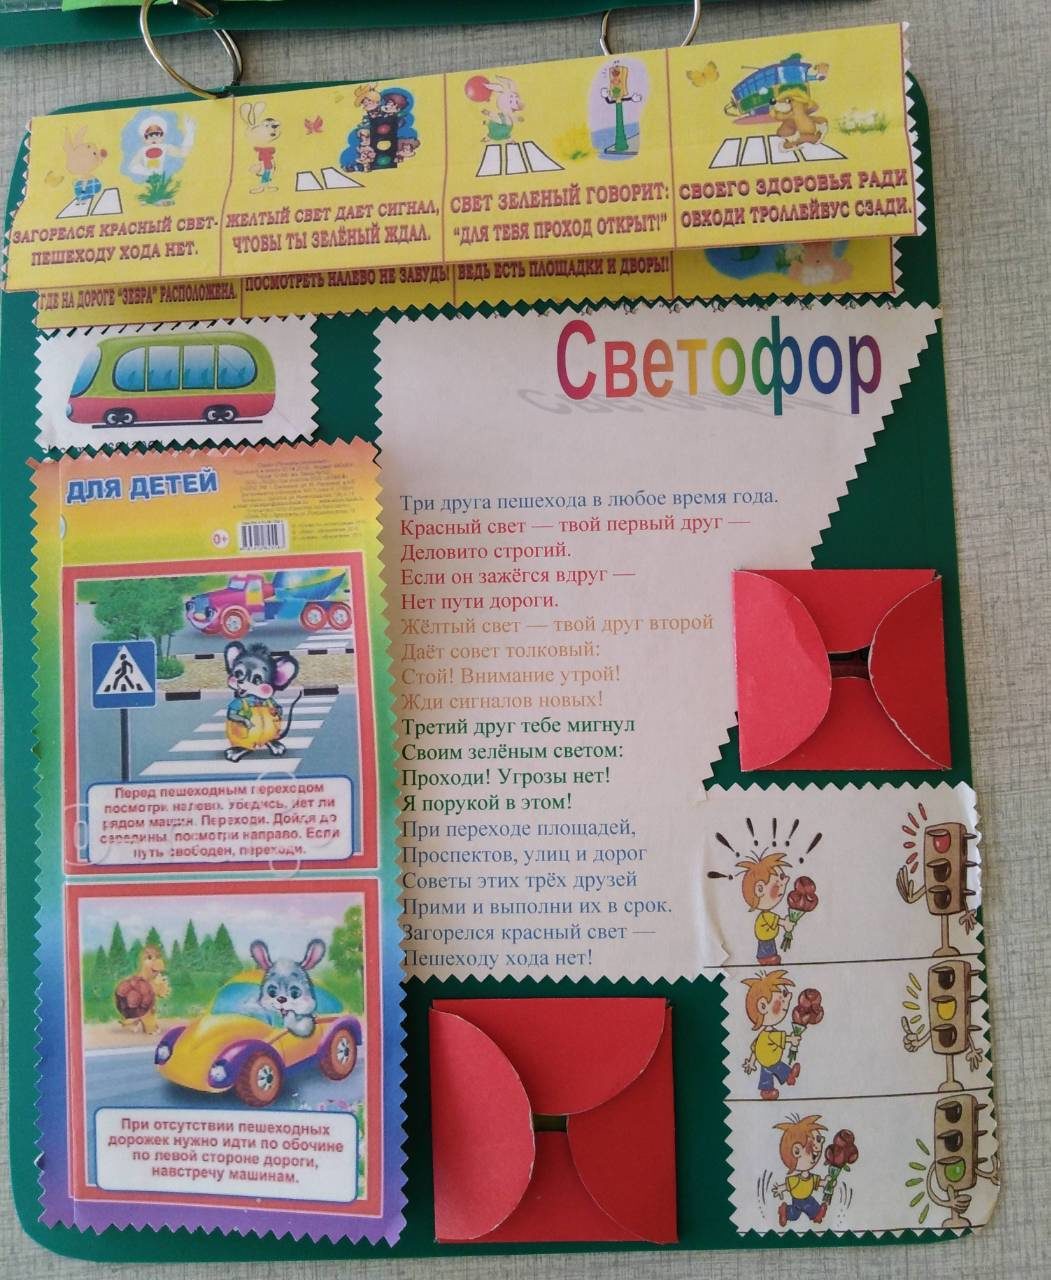 ЗАГОРЕЛСЯ КРАСНЫЙ СВЕТ-
ПЕШЕХОДУ ХОДА НЕТ.
ЖЕЛТЫЙ СВЕТ ДАЕТ СИГНАЛ,
ЧТОБЫ ТЫ ЗЕЛЁНЫЙ ЖДАЛ.
СВЕТ ЗЕЛЕНЫЙ ГОВОРИТ:
"ДЛЯ ТЕБЯ ПРОХОД ОТКРЫТ!"
СВОЕГО ЗДОРОВЬЯ РАДИ
ОБХОДИ ТРОЛЛЕЙБУС СЗАДИ.
ГДЕ НА ДОРОГЕ "ЗЕБРА" РАСПОЛОЖЕНА.
ПОСМОТРЕТЬ НАЛЕВО НЕ ЗАБУДЬ!
ВЕДЬ ЕСТЬ ПЛОЩАДКИ И ДВОРЫ!
Светофор
Три друга пешехода в любое время года.
Красный свет — твой первый друг —
Деловито строгий.
Если он зажёгся вдруг —
Нет пути дороги.
Жёлтый свет — твой друг второй
Даёт совет толковый:
Стой! Внимание утрой!
Жди сигналов новых!
Третий друг тебе мигнул
Своим зелёным светом:
Проходи! Угрозы нет!
Я порукой в этом!
При переходе площадей,
Проспектов, улиц и дорог
Советы этих трёх друзей
Прими и выполни их в срок.
Загорелся красный свет —
Пешеходу хода нет!
ДЛЯ ДЕТЕЙ
0+
Перед пешеходным переходом
посмотри налево. Убедись, нет ли
рядом машин. Переходи. Дойдя до
середины, посмотри направо. Если
путь свободен, переходи.
При отсутствии пешеходных
дорожек нужно идти по обочине
по левой стороне дороги,
навстречу машинам.